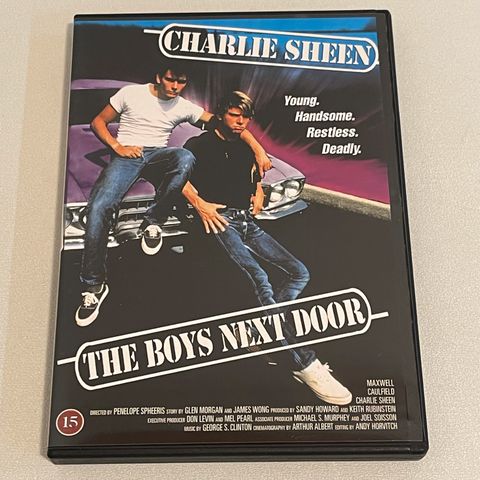 CHARLIE SHEEN
Young.
Handsome.
Restless.
Deadly.
THE BOYS NEXT DOOR
MAXWELL
CAULFIELD
CHARLIE SHEEN
DIRECTED BY PENELOPE SPHEERIS STORY BY GLEN MORGAN AND JAMES WONG PRODUCED BY SANDY HOWARD AND KEITH RUBINSTEIN
EXECUTIVE PRODUCER DON LEVIN AND MEL PEARL ASSOCIATE PRODUCER MICHAEL S. MURPHEY AND JOEL SOISSON
MUSIC BY GEORGE S. CLINTON CINEMATOGRAPHY BY ARTHUR ALBERT EDITING BY ANDY HORVITCH
15